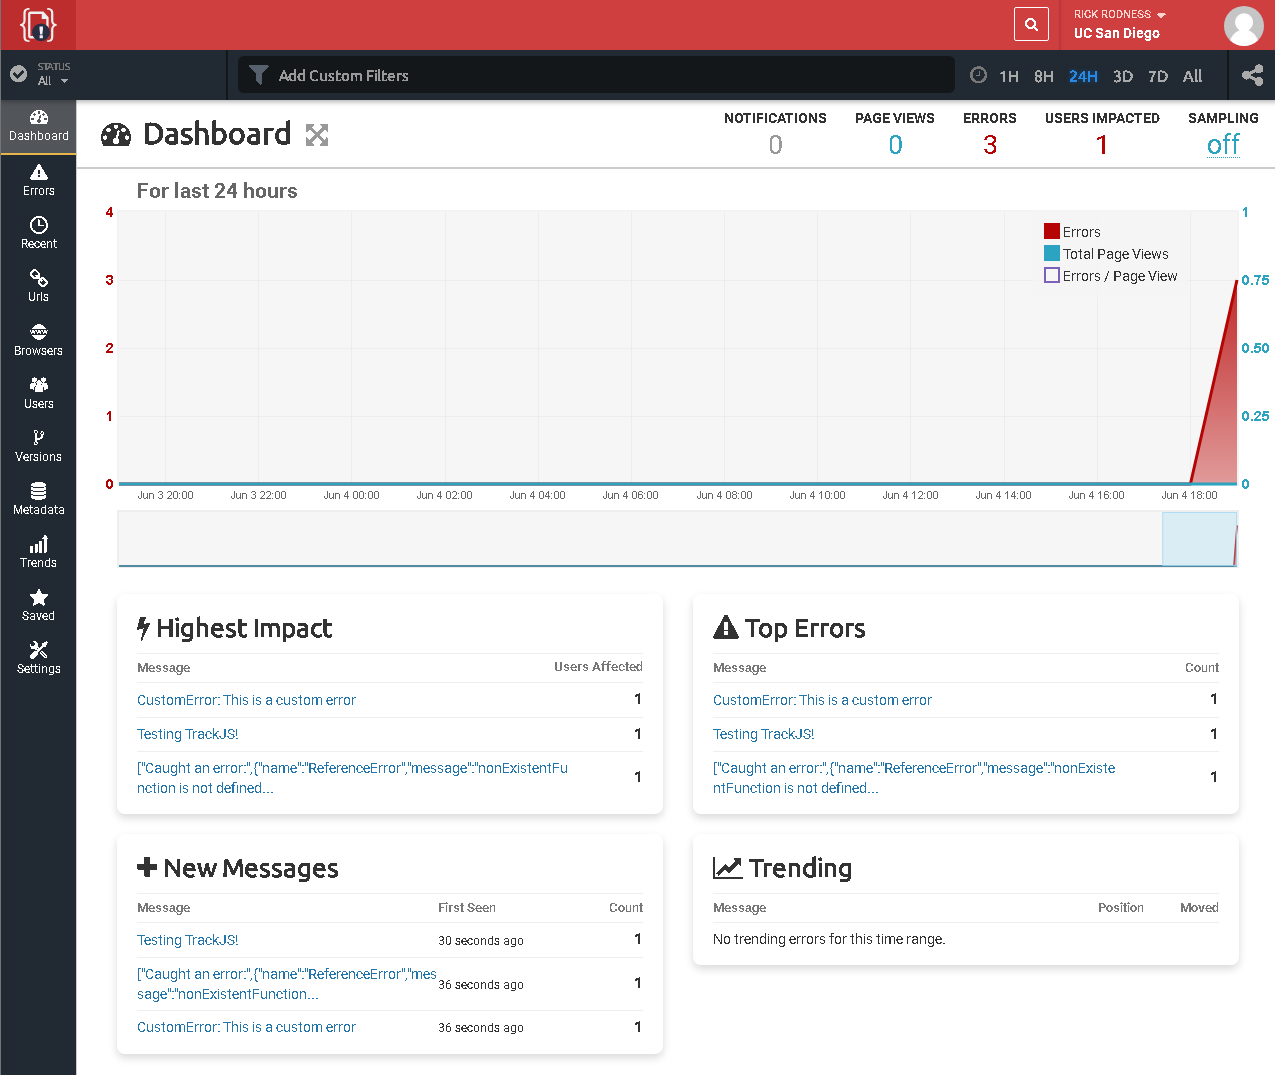 RICK RODNESS
UC San Diego
STATUS
All
Add Custom Filters
1H 8H 24H 3D 7D All
Dashboard
Errors
Recent
Urls
Browsers
Users
Versions
Metadata
Trends
Saved
Settings
Dashboard
NOTIFICATIONS
0
PAGE VIEWS
0
ERRORS
3
USERS IMPACTED
1
SAMPLING
off
For last 24 hours
4
3
2
1
0
Errors
Total Page Views
Errors / Page View
1
0.75
0.50
0.25
0
Jun 3 20:00 Jun 3 22:00 Jun 4 00:00 Jun 4 02:00 Jun 4 04:00 Jun 4 06:00 Jun 4 08:00 Jun 4 10:00 Jun 4 12:00 Jun 4 14:00 Jun 4 16:00 Jun 4 18:00
Highest Impact
Message Users Affected
CustomError: This is a custom error 1
Testing TrackJS! 1
["Caught an error:",{"name":"ReferenceError","message":"nonExistentFu
nction is not defined... 1
Top Errors
Message Count
CustomError: This is a custom error 1
Testing TrackJS! 1
["Caught an error:",{"name":"ReferenceError","message":"nonExiste
ntFunction is not defined... 1
New Messages
Message First Seen Count
Testing TrackJS! 30 seconds ago 1
["Caught an error:",{"name":"ReferenceError","mes
sage":"nonExistentFunction... 36 seconds ago 1
CustomError: This is a custom error 36 seconds ago 1
Trending
Message Position Moved
No trending errors for this time range.